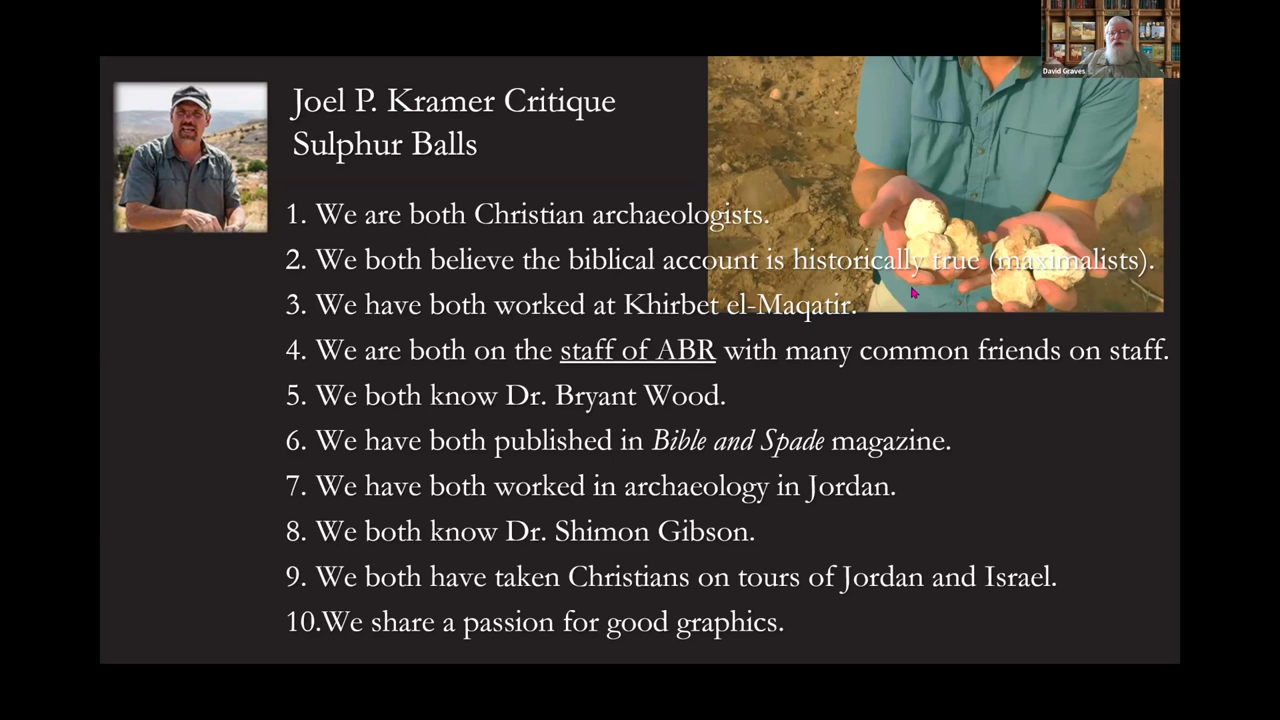 David Graves
Joel P. Kramer Critique
Sulphur Balls
1. We are both Christian archaeologists.
2. We both believe the biblical account is historically true (maximalists).
3. We have both worked at Khirbet el-Maqatir.
4. We are both on the staff of ABR with many common friends on staff.
5. We both know Dr. Bryant Wood.
6. We have both published in Bible and Spade magazine.
7. We have both worked in archaeology in Jordan.
8. We both know Dr. Shimon Gibson.
9. We both have taken Christians on tours of Jordan and Israel.
10.We share a passion for good graphics.